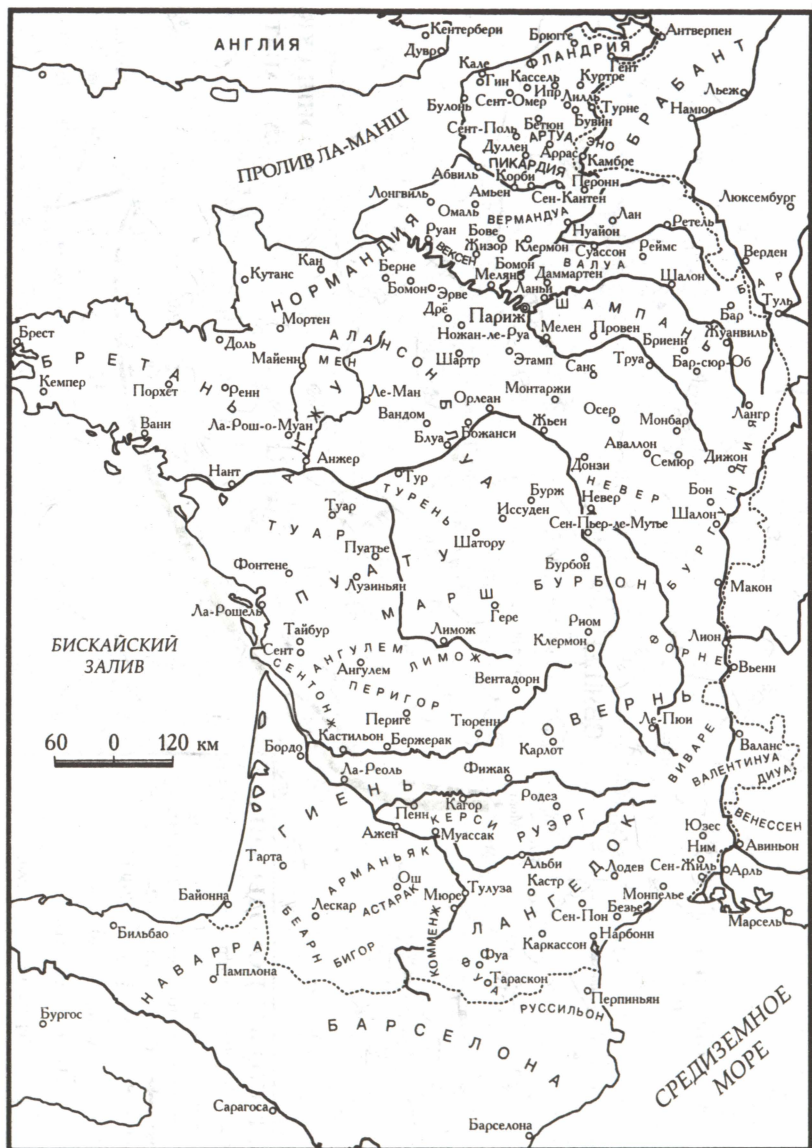 Кентербери
АНГЛИЯ
Дувр
Брюгге
Антверпен
ФЛАНДРИЯ
Гент
Кале
Гин
Кассель
Куртре
Ипр
Лилль
Сент-Омер
Булонь
Турне
Бувин
БРАБАНТ
Льеж
Намюр
Бетюн
Сент-Поль
АРТУА
ЭНО
Дуллен
Аррас
ПРОЛИВ ЛА-МАНШ
ПИКАРДИЯ
Камбре
Абвиль
Корби
Перонн
Лонгвиль
Амьен
Сен-Кантен
Люксембург
Омаль
ВЕРМАНДУА
Лан
Ретель
Руан
Бове
Нуайон
НОРМАНДИЯ
ВЕКСЕН
Жизор
Клермон
Суассон
Реймс
Верден
ВАЛУА
БАР
Кан
Кутанс
Берне
Бомон
Бомон
Мелян
Даммартен
Шалон
Эрве
Ланьи
Туль
ШАМПАНЬ
Бар
Мортен
Дрё
Париж
Брест
Доль
АЛАНСОН
Ножан-ле-Руа
Мелен
Провен
Бриенн
Жуанвиль
БРЕТАНЬ
Майенн
МЕН
Шартр
Этамп
Труа
Бар-сюр-Об
Кемпер
Порхёт
Ренн
АНЖУ
Ле-Ман
Санс
Монтаржи
Лангр
Ванн
Ла-Рош-о-Муан
Вандом
Орлеан
Осер
Монбар
Блуа
Божанси
Жьен
БЛУА
Аваллон
Анжер
Донзи
Семюр
Дижон
Нант
Тур
ТУРЕНЬ
НЕВЕР
БУРГУНДИЯ
Бурж
Невер
Бон
Туар
Иссуден
Шалон
ТУАР
Шатору
Сен-Пьер-ле-Мутье
Пуатье
ПУАТУ
Бурбон
Фонтене
Лузиньян
МАРШ
БУРБОН
Макон
Ла-Рошель
Гере
Тайбур
Риом
БИСКАЙСКИЙ
ЗАЛИВ
Лимож
Лион
Сент
АНГУЛЕМ
Клермон
ФОРНЕ
Ангулем
ЛИМОЖ
Вьенн
СЕНТОНЖ
ПЕРИГОР
Вентадорн
ОВЕРНЬ
Периге
Тюренн
Ле-Пюи
60 0 120 км
Кастильон
Бержерак
Карлот
Валанс
Бордо
ВИВАРЕ
ВАЛЕНТИНУА
Ла-Реоль
Фижак
ДИУА
ГИЕНЬ
Кагор
Пенн
Родез
КЕРСИ
ВЕНЕССЕН
Ажен
Муассак
РУЭРГ
Юзес
Авиньон
Ним
Тарта
АРМАНЬЯК
Альби
ЛАНГЕДОК
Лодев
Сен-Жиль
Арль
Ош
Байонна
Лескар
АСТАРАК
Мюре
Тулуза
Кастр
Монпелье
БЕАРН
Сен-Пон
Безье
Марсель
Бильбао
БИГОР
КОММЕНЖ
Каркассон
Нарбонн
НАВАРРА
Фуа
Памплона
ФУА
Тараскон
Перпиньян
РУССИЛЬОН
Бургос
БАРСЕЛОНА
СРЕДИЗЕМНОЕ
МОРЕ
Сарагоса
Барселона